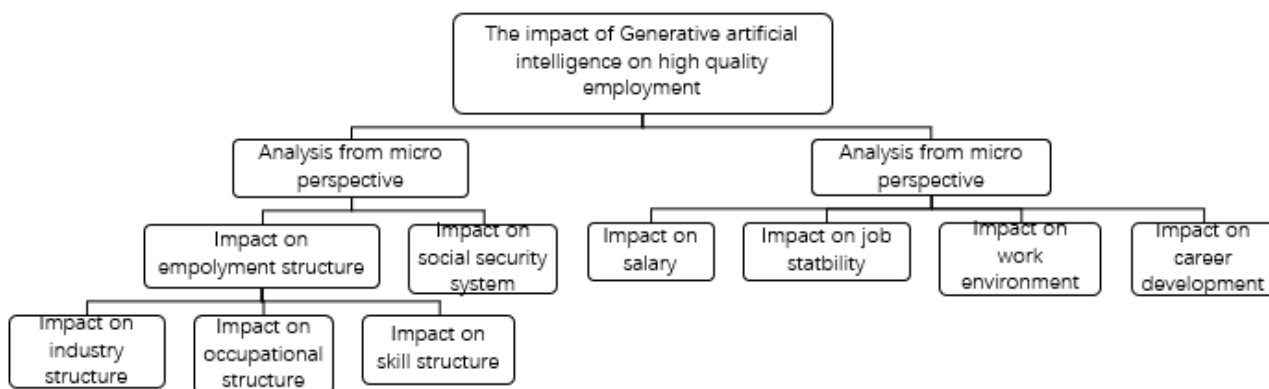 The impact of Generative artificial
intelligence on high quality
employment
Analysis from micro
perspective
Analysis from micro
perspective
Impact on
empolyment structure
Impact on
social security
system
Impact on
salary
Impact on job
statbility
Impact on
work
environment
Impact on
career
development
Impact on
industry
structure
Impact on
occupational
structure
Impact on
skill structure